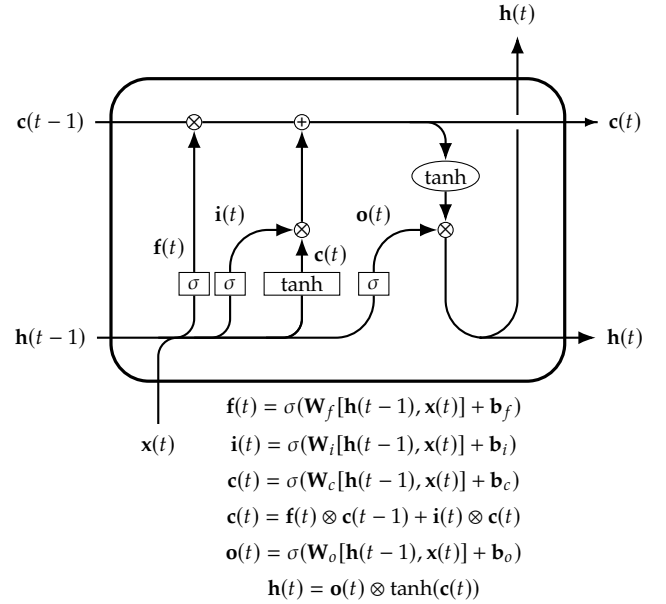 h(t)
c(t−1) ⊗ + c(t)
tanh
i(t) o(t)
⊗ ⊗
f(t) c(t)
σ σ tanh σ
h(t−1) h(t)
x(t)
f(t) = σ(W_f[h(t−1), x(t)] + b_f)
i(t) = σ(W_i[h(t−1), x(t)] + b_i)
c(t) = σ(W_c[h(t−1), x(t)] + b_c)
c(t) = f(t) ⊗ c(t−1) + i(t) ⊗ c(t)
o(t) = σ(W_o[h(t−1), x(t)] + b_o)
h(t) = o(t) ⊗ tanh(c(t))